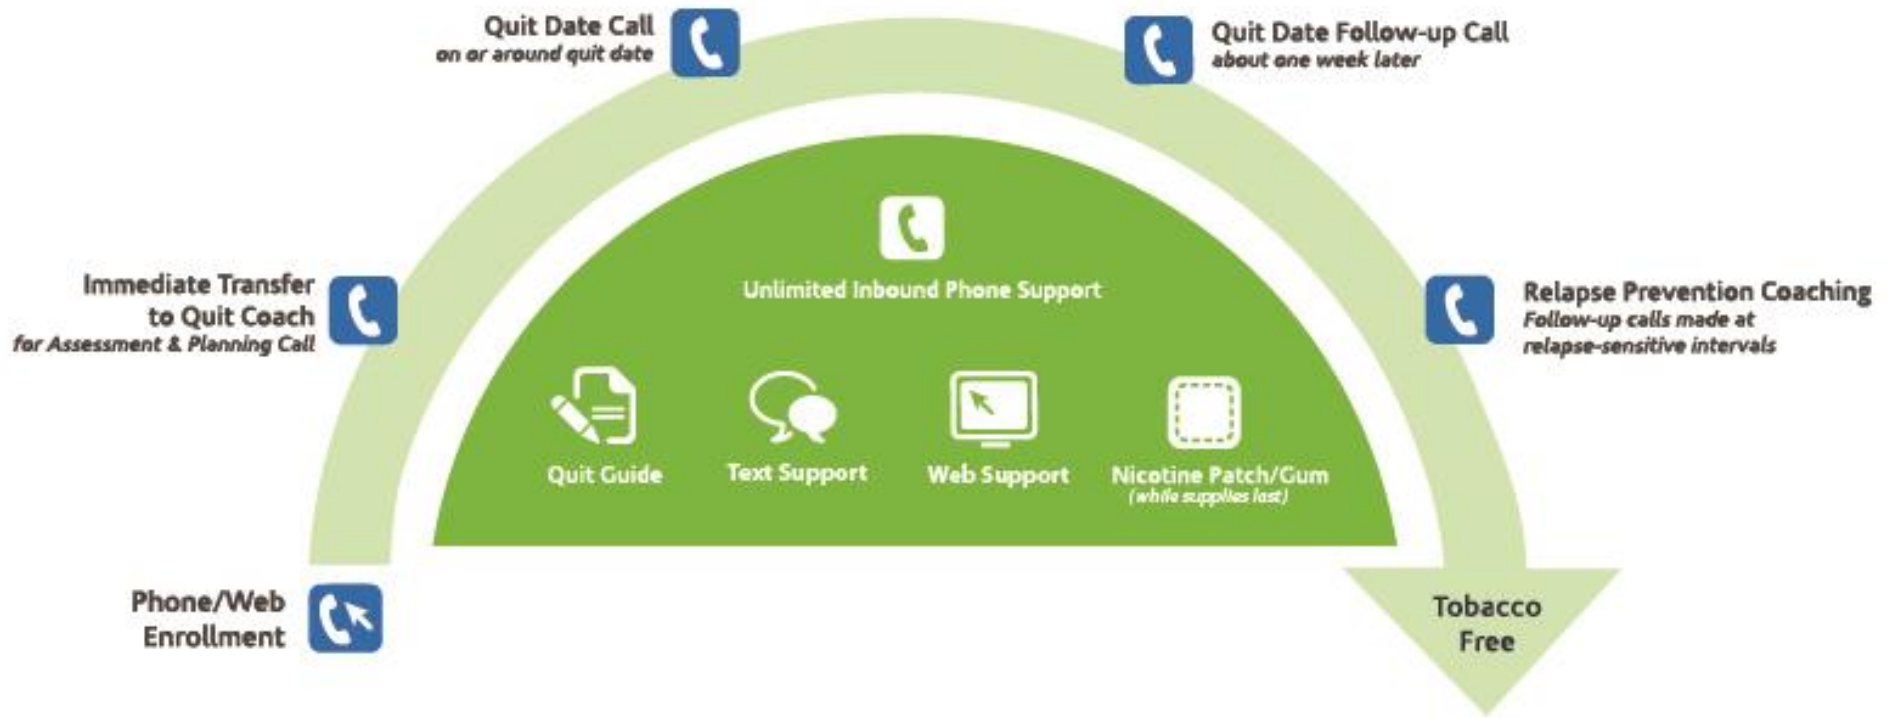 Quit Date Call
on or around quit date
Quit Date Follow-up Call
about one week later
Immediate Transfer
to Quit Coach
for Assessment & Planning Call
Unlimited Inbound Phone Support
Relapse Prevention Coaching
Follow-up calls made at
relapse-sensitive intervals
Quit Guide
Text Support
Web Support
Nicotine Patch/Gum
(while supplies last)
Phone/Web
Enrollment
Tobacco
Free